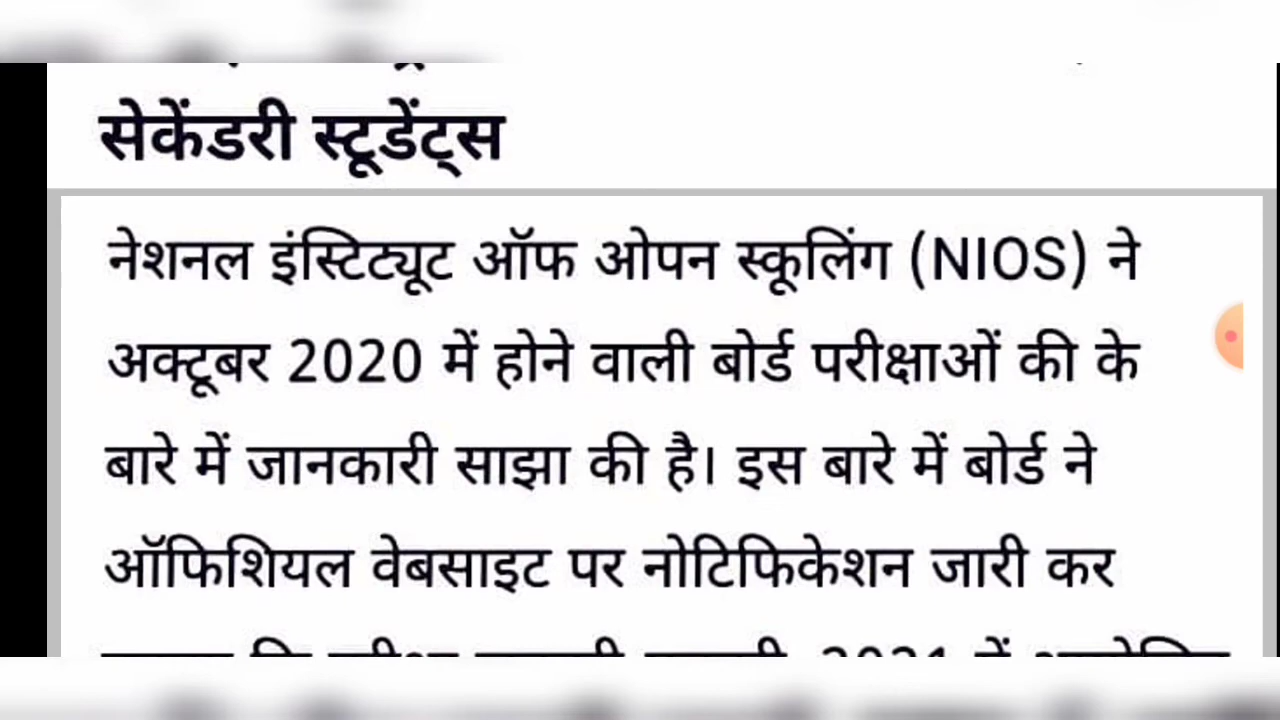 सेकेंडरी स्टूडेंट्स
नेशनल इंस्टिट्यूट ऑफ ओपन स्कूलिंग (NIOS) ने
अक्टूबर 2020 में होने वाली बोर्ड परीक्षाओं की के
बारे में जानकारी साझा की है। इस बारे में बोर्ड ने
ऑफिशियल वेबसाइट पर नोटिफिकेशन जारी कर